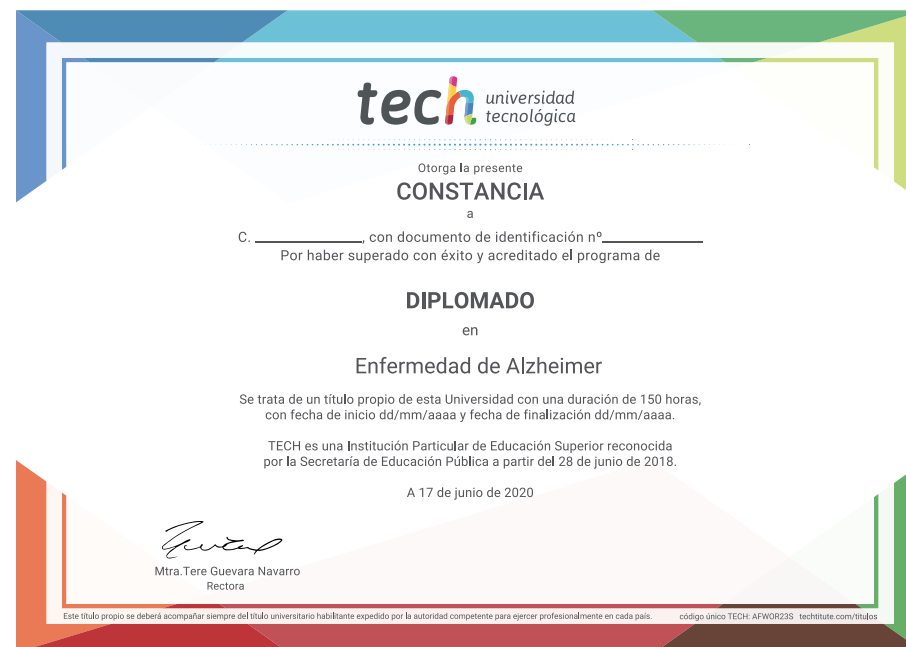 tech universidad
tecnológica
Otorga la presente
CONSTANCIA
a
C. ____________, con documento de identificación nº____________
Por haber superado con éxito y acreditado el programa de
DIPLOMADO
en
Enfermedad de Alzheimer
Se trata de un título propio de esta Universidad con una duración de 150 horas,
con fecha de inicio dd/mm/aaaa y fecha de finalización dd/mm/aaaa.
TECH es una Institución Particular de Educación Superior reconocida
por la Secretaría de Educación Pública a partir del 28 de junio de 2018.
A 17 de junio de 2020
Mtra.Tere Guevara Navarro
Rectora
Este título propio se deberá acompañar siempre del título universitario habilitante expedido por la autoridad competente para ejercer profesionalmente en cada país. código único TECH: AFWOR23S techtitute.com/titulos